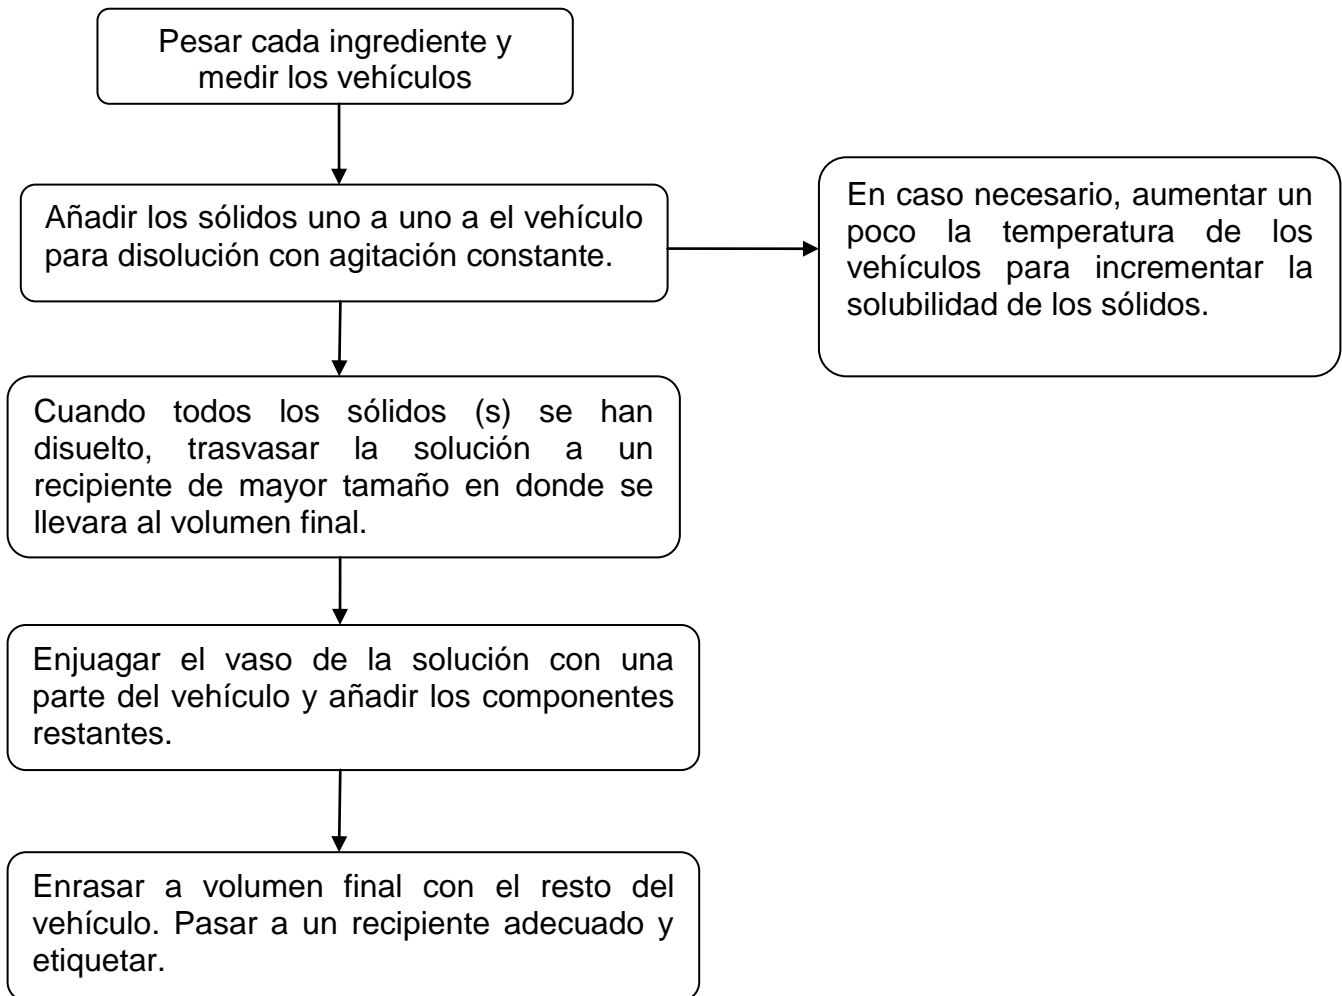 Pesar cada ingrediente y
medir los vehículos
Añadir los sólidos uno a uno a el vehículo
para disolución con agitación constante.
En caso necesario, aumentar un
poco la temperatura de los
vehículos para incrementar la
solubilidad de los sólidos.
Cuando todos los sólidos (s) se han
disuelto, trasvasar la solución a un
recipiente de mayor tamaño en donde se
llevara al volumen final.
Enjuagar el vaso de la solución con una
parte del vehículo y añadir los componentes
restantes.
Enrasar a volumen final con el resto del
vehículo. Pasar a un recipiente adecuado y
etiquetar.